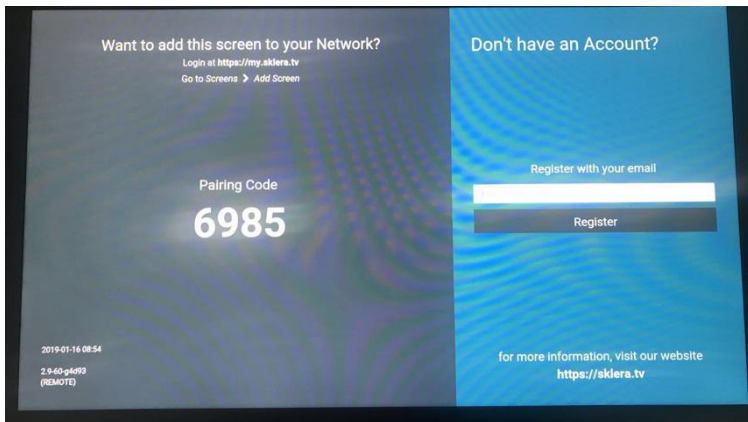 Want to add this screen to your Network?
Login at https://my.sklera.tv
Go to Screens > Add Screen
Pairing Code
6985
2019-01-16 08:54
2.9-60-g4d93
(REMOTE)
Don't have an Account?
Register with your email
Register
for more information, visit our website
https://sklera.tv